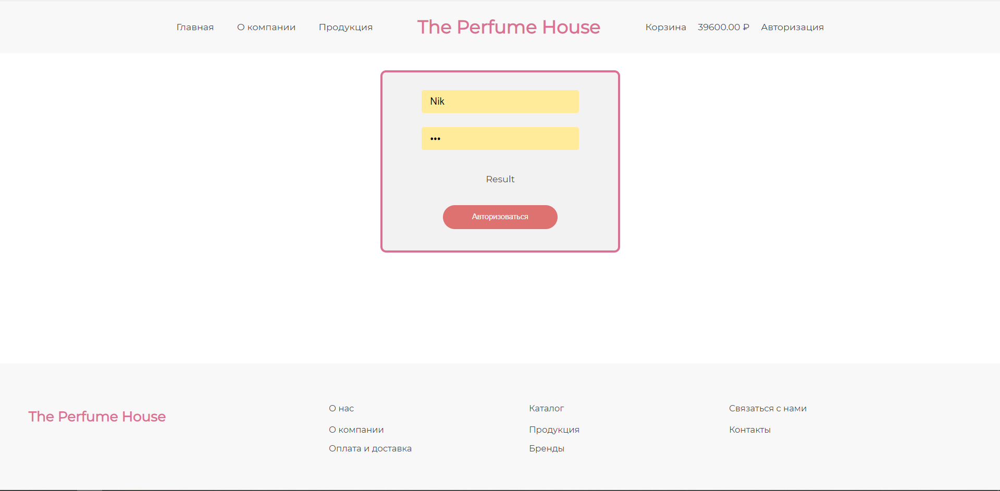 Главная О компании Продукция The Perfume House Корзина 39600.00 ₽ Авторизация
Nik
•••
Result
Авторизоваться
The Perfume House
О нас
О компании
Оплата и доставка
Каталог
Продукция
Бренды
Связаться с нами
Контакты